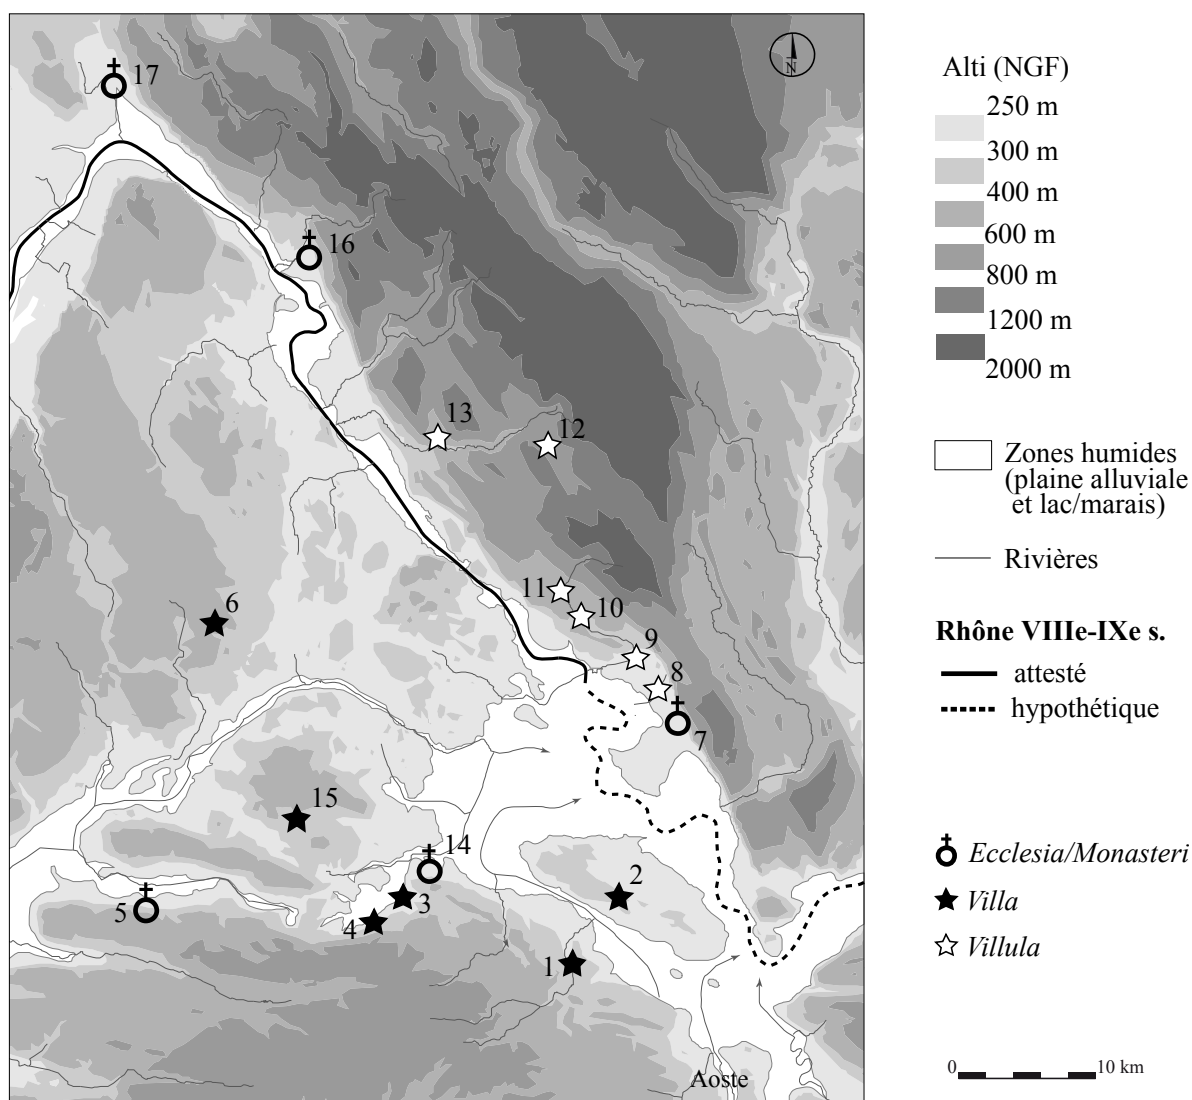 17
N
16
13
12
11
10
6
9
8
7
15
14
2
3
5
4
1
Aoste
Alti (NGF)
250 m
300 m
400 m
600 m
800 m
1200 m
2000 m
Zones humides
(plaine alluviale
et lac/marais)
Rivières
Rhône VIIIe-IXe s.
attesté
hypothétique
Ecclesia/Monasteri
Villa
Villula
0 10 km